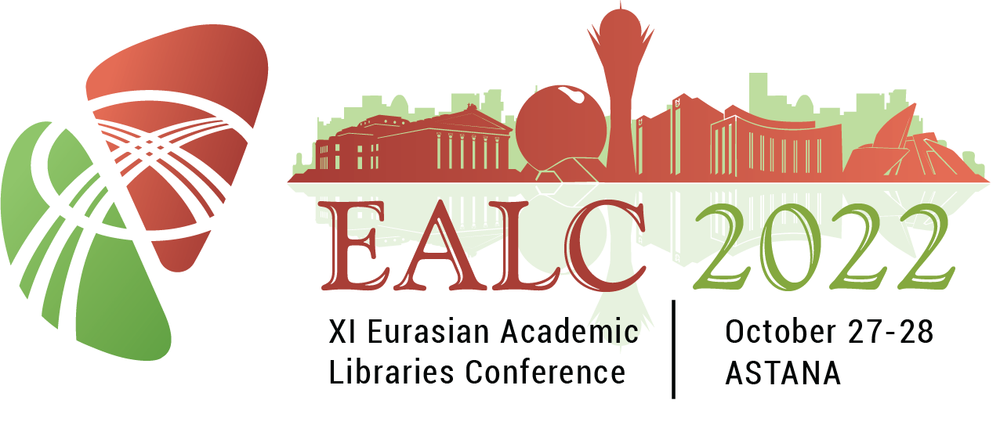 EALC 2022
XI Eurasian Academic
Libraries Conference
October 27-28
ASTANA